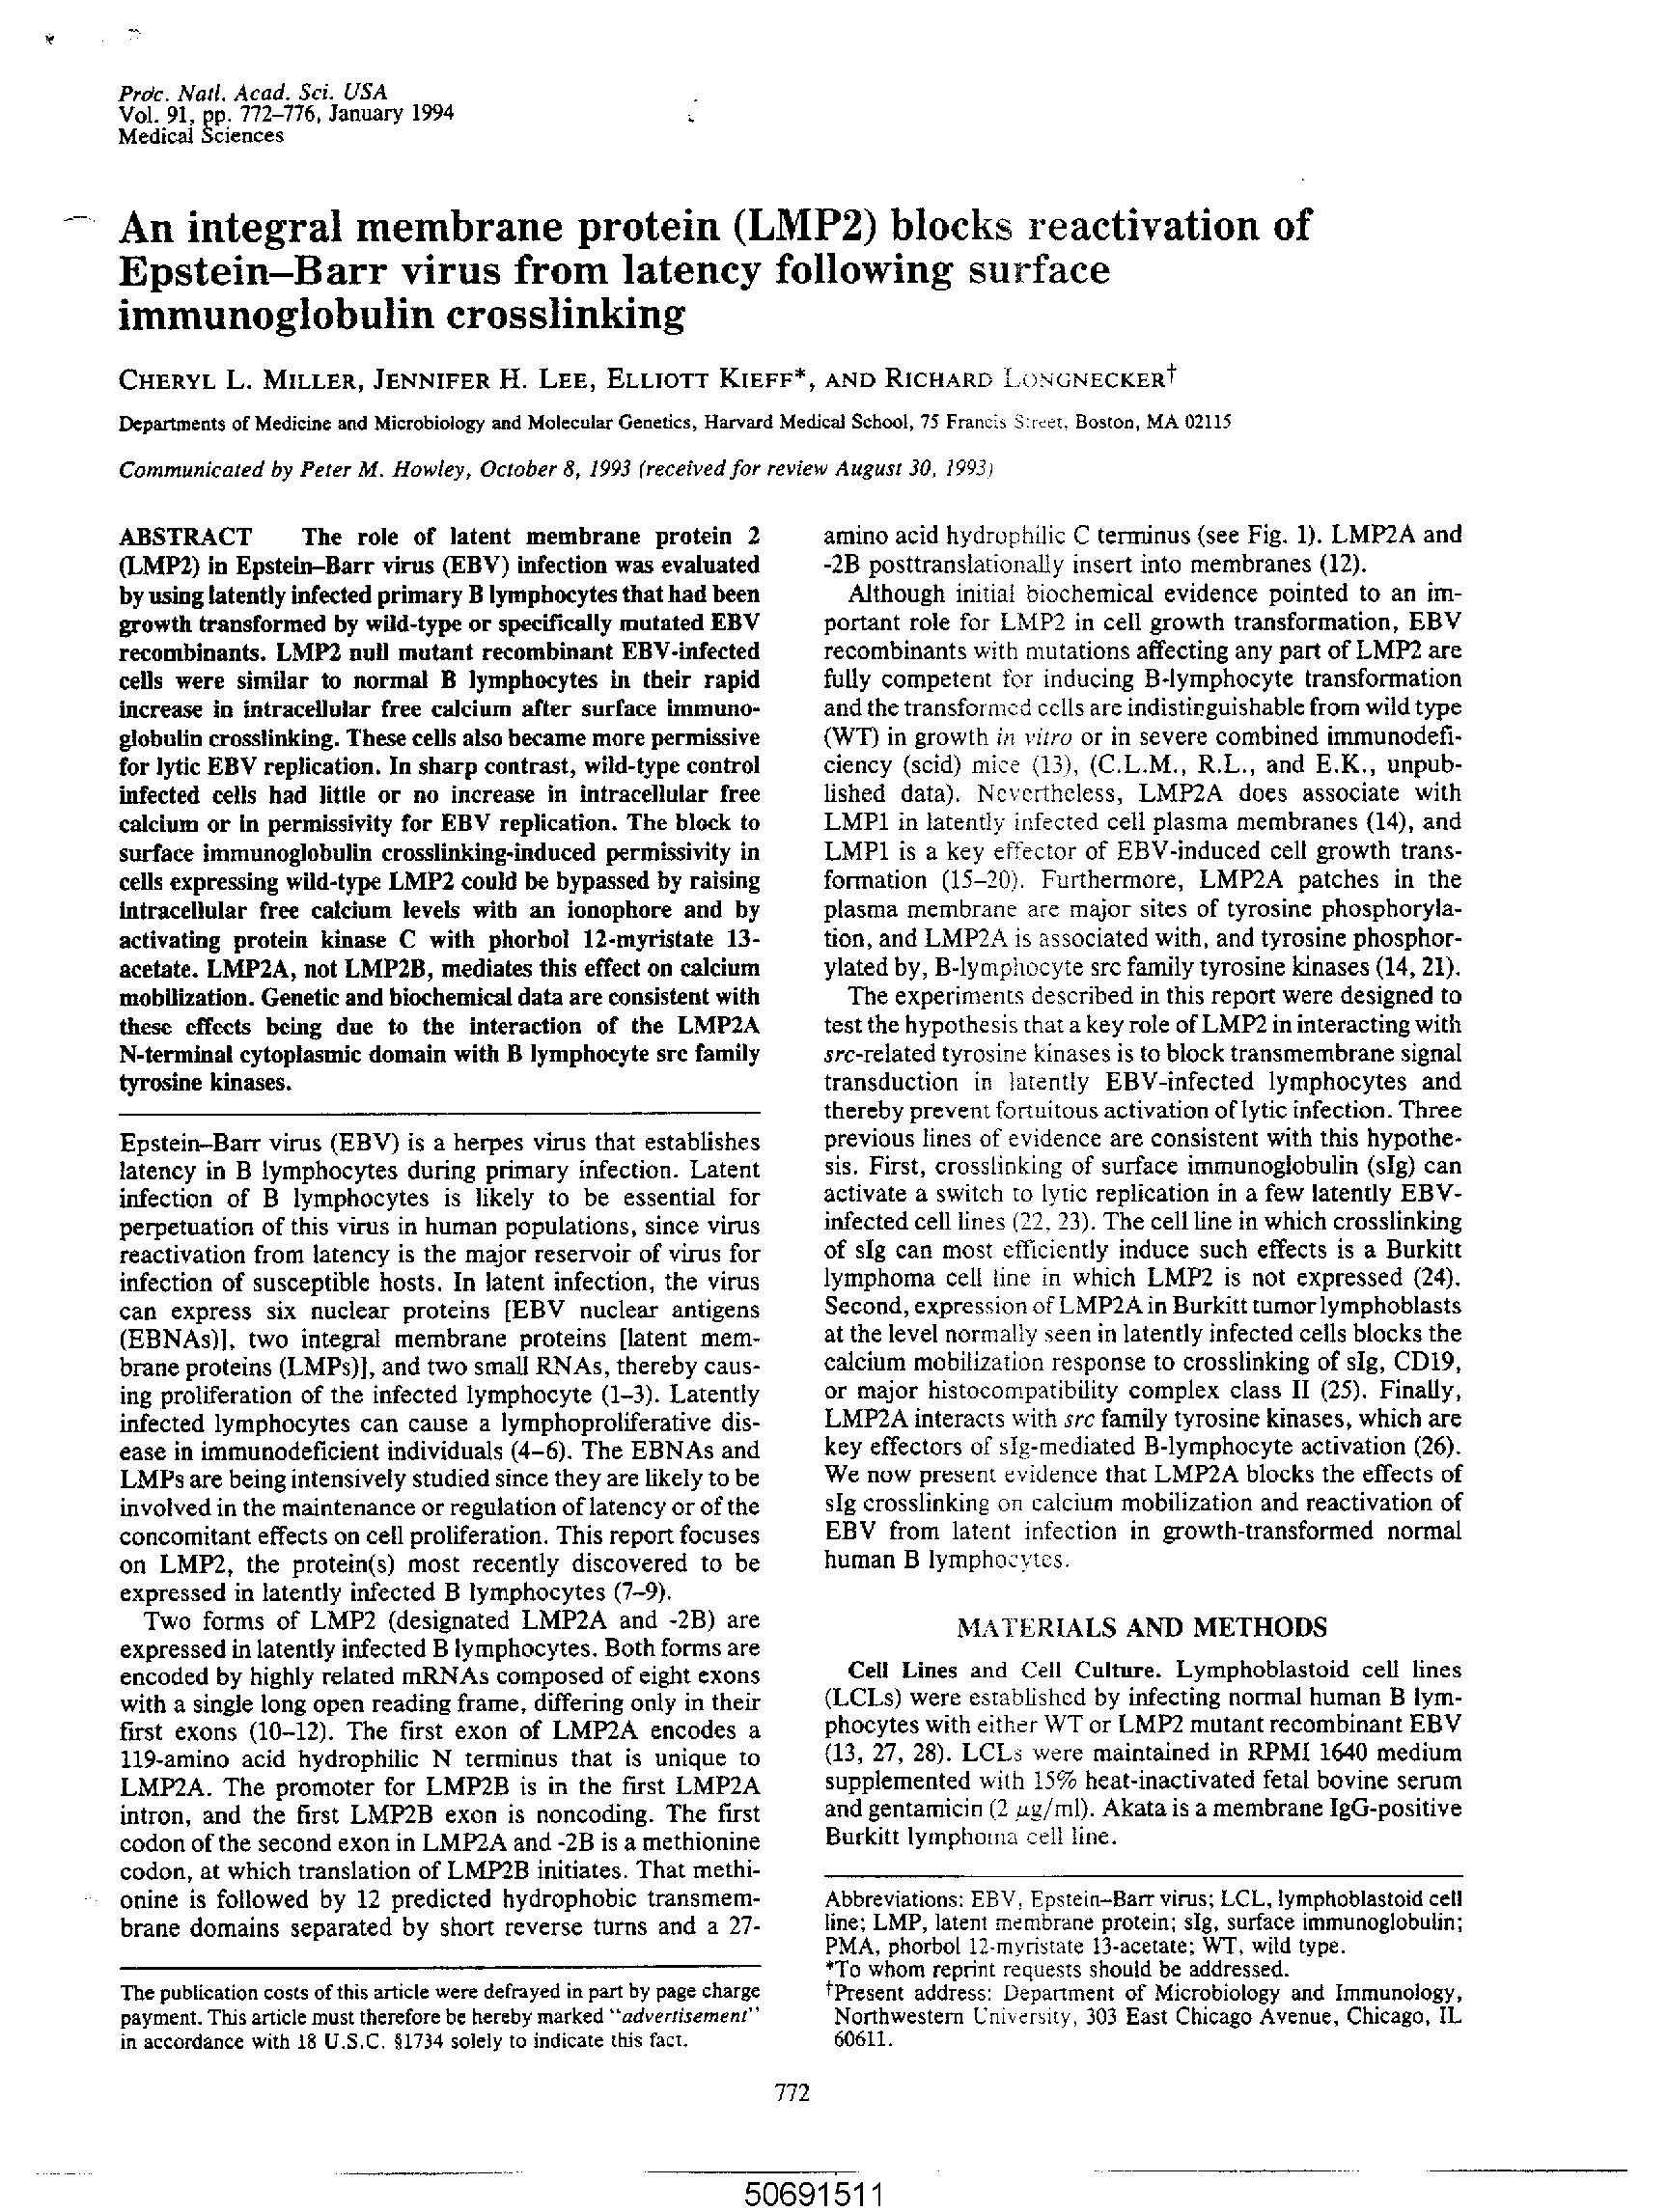 Proc. Natl. Acad. Sci. USA
Vol. 91, pp. 772–776, January 1994
Medical Sciences
An integral membrane protein (LMP2) blocks reactivation of
Epstein–Barr virus from latency following surface
immunoglobulin crosslinking
CHERYL L. MILLER, JENNIFER H. LEE, ELLIOTT KIEFF*, AND RICHARD LONGNECKER†
Departments of Medicine and Microbiology and Molecular Genetics, Harvard Medical School, 75 Francis Street, Boston, MA 02115
Communicated by Peter M. Howley, October 8, 1993 (received for review August 30, 1993)
ABSTRACT The role of latent membrane protein 2
(LMP2) in Epstein–Barr virus (EBV) infection was evaluated
by using latently infected primary B lymphocytes that had been
growth transformed by wild-type or specifically mutated EBV
recombinants. LMP2 null mutant recombinant EBV-infected
cells were similar to normal B lymphocytes in their rapid
increase in intracellular free calcium after surface immuno-
globulin crosslinking. These cells also became more permissive
for lytic EBV replication. In sharp contrast, wild-type control
infected cells had little or no increase in intracellular free
calcium or in permissivity for EBV replication. The block to
surface immunoglobulin crosslinking-induced permissivity in
cells expressing wild-type LMP2 could be bypassed by raising
intracellular free calcium levels with an ionophore and by
activating protein kinase C with phorbol 12-myristate 13-
acetate. LMP2A, not LMP2B, mediates this effect on calcium
mobilization. Genetic and biochemical data are consistent with
these effects being due to the interaction of the LMP2A
N-terminal cytoplasmic domain with B lymphocyte src family
tyrosine kinases.
Epstein–Barr virus (EBV) is a herpes virus that establishes
latency in B lymphocytes during primary infection. Latent
infection of B lymphocytes is likely to be essential for
perpetuation of this virus in human populations, since virus
reactivation from latency is the major reservoir of virus for
infection of susceptible hosts. In latent infection, the virus
can express six nuclear proteins [EBV nuclear antigens
(EBNAs)], two integral membrane proteins [latent mem-
brane proteins (LMPs)], and two small RNAs, thereby caus-
ing proliferation of the infected lymphocyte (1–3). Latently
infected lymphocytes can cause a lymphoproliferative dis-
ease in immunodeficient individuals (4–6). The EBNAs and
LMPs are being intensively studied since they are likely to be
involved in the maintenance or regulation of latency or of the
concomitant effects on cell proliferation. This report focuses
on LMP2, the protein(s) most recently discovered to be
expressed in latently infected B lymphocytes (7–9).
Two forms of LMP2 (designated LMP2A and -2B) are
expressed in latently infected B lymphocytes. Both forms are
encoded by highly related mRNAs composed of eight exons
with a single long open reading frame, differing only in their
first exons (10–12). The first exon of LMP2A encodes a
119-amino acid hydrophilic N terminus that is unique to
LMP2A. The promoter for LMP2B is in the first LMP2A
intron, and the first LMP2B exon is noncoding. The first
codon of the second exon in LMP2A and -2B is a methionine
codon, at which translation of LMP2B initiates. That methi-
onine is followed by 12 predicted hydrophobic transmem-
brane domains separated by short reverse turns and a 27-
The publication costs of this article were defrayed in part by page charge
payment. This article must therefore be hereby marked "advertisement"
in accordance with 18 U.S.C. §1734 solely to indicate this fact.
amino acid hydrophilic C terminus (see Fig. 1). LMP2A and
-2B posttranslationally insert into membranes (12).
Although initial biochemical evidence pointed to an im-
portant role for LMP2 in cell growth transformation, EBV
recombinants with mutations affecting any part of LMP2 are
fully competent for inducing B-lymphocyte transformation
and the transformed cells are indistinguishable from wild type
(WT) in growth in vitro or in severe combined immunodefi-
ciency (scid) mice (13), (C.L.M., R.L., and E.K., unpub-
lished data). Nevertheless, LMP2A does associate with
LMP1 in latently infected cell plasma membranes (14), and
LMP1 is a key effector of EBV-induced cell growth trans-
formation (15–20). Furthermore, LMP2A patches in the
plasma membrane are major sites of tyrosine phosphoryla-
tion, and LMP2A is associated with, and tyrosine phosphor-
ylated by, B-lymphocyte src family tyrosine kinases (14, 21).
The experiments described in this report were designed to
test the hypothesis that a key role of LMP2 in interacting with
src-related tyrosine kinases is to block transmembrane signal
transduction in latently EBV-infected lymphocytes and
thereby prevent fortuitous activation of lytic infection. Three
previous lines of evidence are consistent with this hypothe-
sis. First, crosslinking of surface immunoglobulin (sIg) can
activate a switch to lytic replication in a few latently EBV-
infected cell lines (22, 23). The cell line in which crosslinking
of sIg can most efficiently induce such effects is a Burkitt
lymphoma cell line in which LMP2 is not expressed (24).
Second, expression of LMP2A in Burkitt tumor lymphoblasts
at the level normally seen in latently infected cells blocks the
calcium mobilization response to crosslinking of sIg, CD19,
or major histocompatibility complex class II (25). Finally,
LMP2A interacts with src family tyrosine kinases, which are
key effectors of sIg-mediated B-lymphocyte activation (26).
We now present evidence that LMP2A blocks the effects of
sIg crosslinking on calcium mobilization and reactivation of
EBV from latent infection in growth-transformed normal
human B lymphocytes.
MATERIALS AND METHODS
Cell Lines and Cell Culture. Lymphoblastoid cell lines
(LCLs) were established by infecting normal human B lym-
phocytes with either WT or LMP2 mutant recombinant EBV
(13, 27, 28). LCLs were maintained in RPMI 1640 medium
supplemented with 15% heat-inactivated fetal bovine serum
and gentamicin (2 μg/ml). Akata is a membrane IgG-positive
Burkitt lymphoma cell line.
Abbreviations: EBV, Epstein–Barr virus; LCL, lymphoblastoid cell
line; LMP, latent membrane protein; sIg, surface immunoglobulin;
PMA, phorbol 12-myristate 13-acetate; WT, wild type.
*To whom reprint requests should be addressed.
†Present address: Department of Microbiology and Immunology,
Northwestern University, 303 East Chicago Avenue, Chicago, IL
60611.
772
50691511